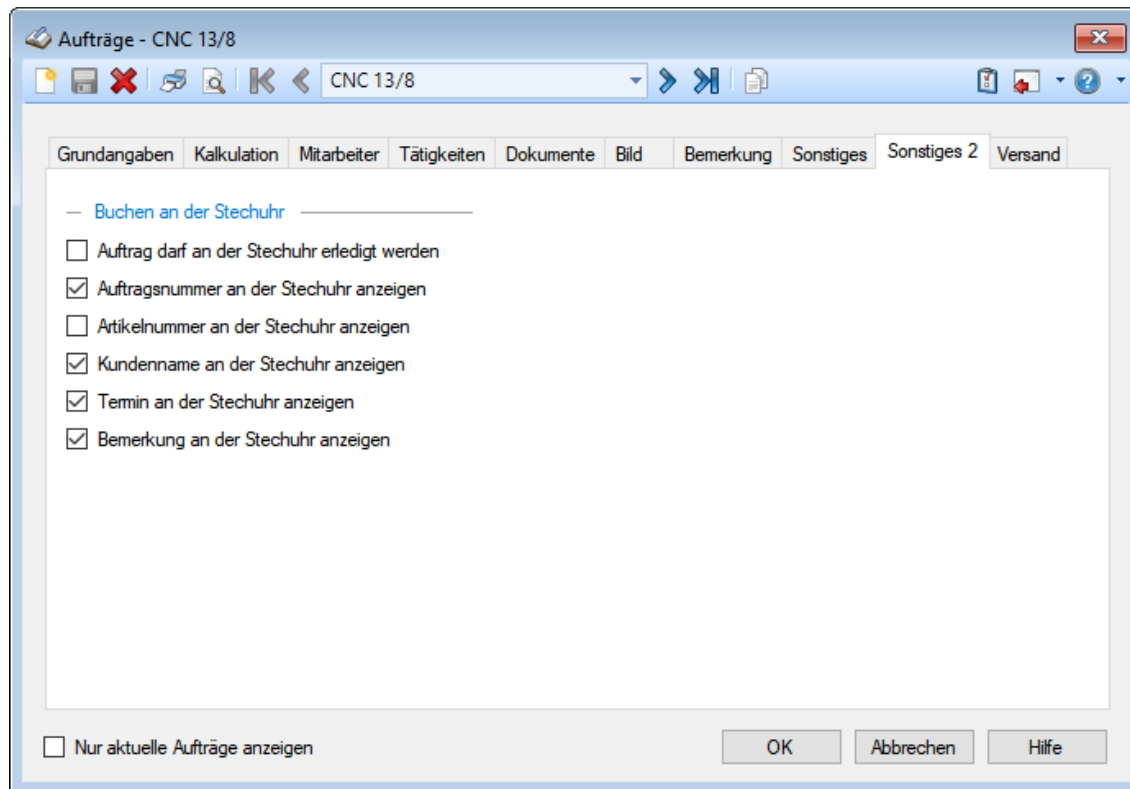 Aufträge - CNC 13/8
CNC 13/8
Grundangaben Kalkulation Mitarbeiter Tätigkeiten Dokumente Bild Bemerkung Sonstiges Sonstiges 2 Versand
Buchen an der Stechuhr
Auftrag darf an der Stechuhr erledigt werden
Auftragsnummer an der Stechuhr anzeigen
Artikelnummer an der Stechuhr anzeigen
Kundenname an der Stechuhr anzeigen
Termin an der Stechuhr anzeigen
Bemerkung an der Stechuhr anzeigen
Nur aktuelle Aufträge anzeigen OK Abbrechen Hilfe